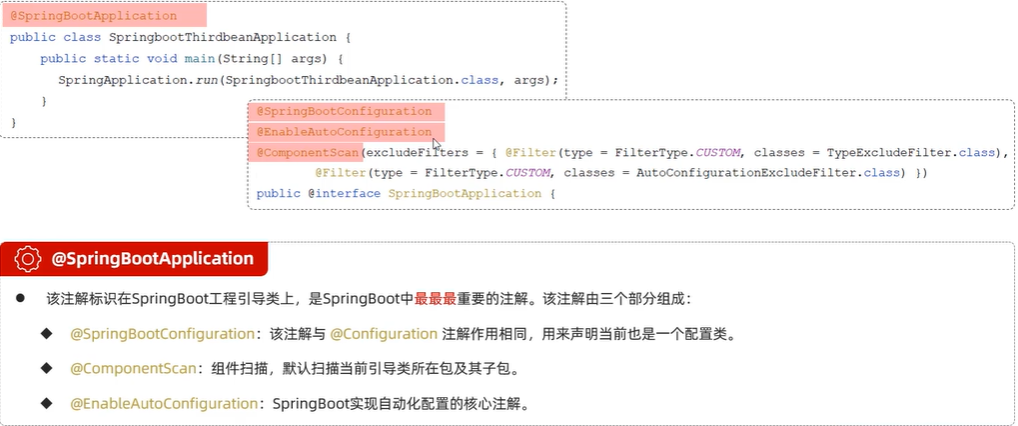 @SpringBootApplication
public class SpringbootThirdbeanApplication {
public static void main(String[] args) {
SpringApplication.run(SpringbootThirdbeanApplication.class, args);
}
}
@SpringBootConfiguration
@EnableAutoConfiguration
@ComponentScan(excludeFilters = { @Filter(type = FilterType.CUSTOM, classes = TypeExcludeFilter.class),
@Filter(type = FilterType.CUSTOM, classes = AutoConfigurationExcludeFilter.class) })
public @interface SpringBootApplication {
@SpringBootApplication
● 该注解标识在SpringBoot工程引导类上，是SpringBoot中最最最重要的注解。该注解由三个部分组成：
◆ @SpringBootConfiguration：该注解与 @Configuration 注解作用相同，用来声明当前也是一个配置类。
◆ @ComponentScan：组件扫描，默认扫描当前引导类所在包及其子包。
◆ @EnableAutoConfiguration：SpringBoot实现自动化配置的核心注解。